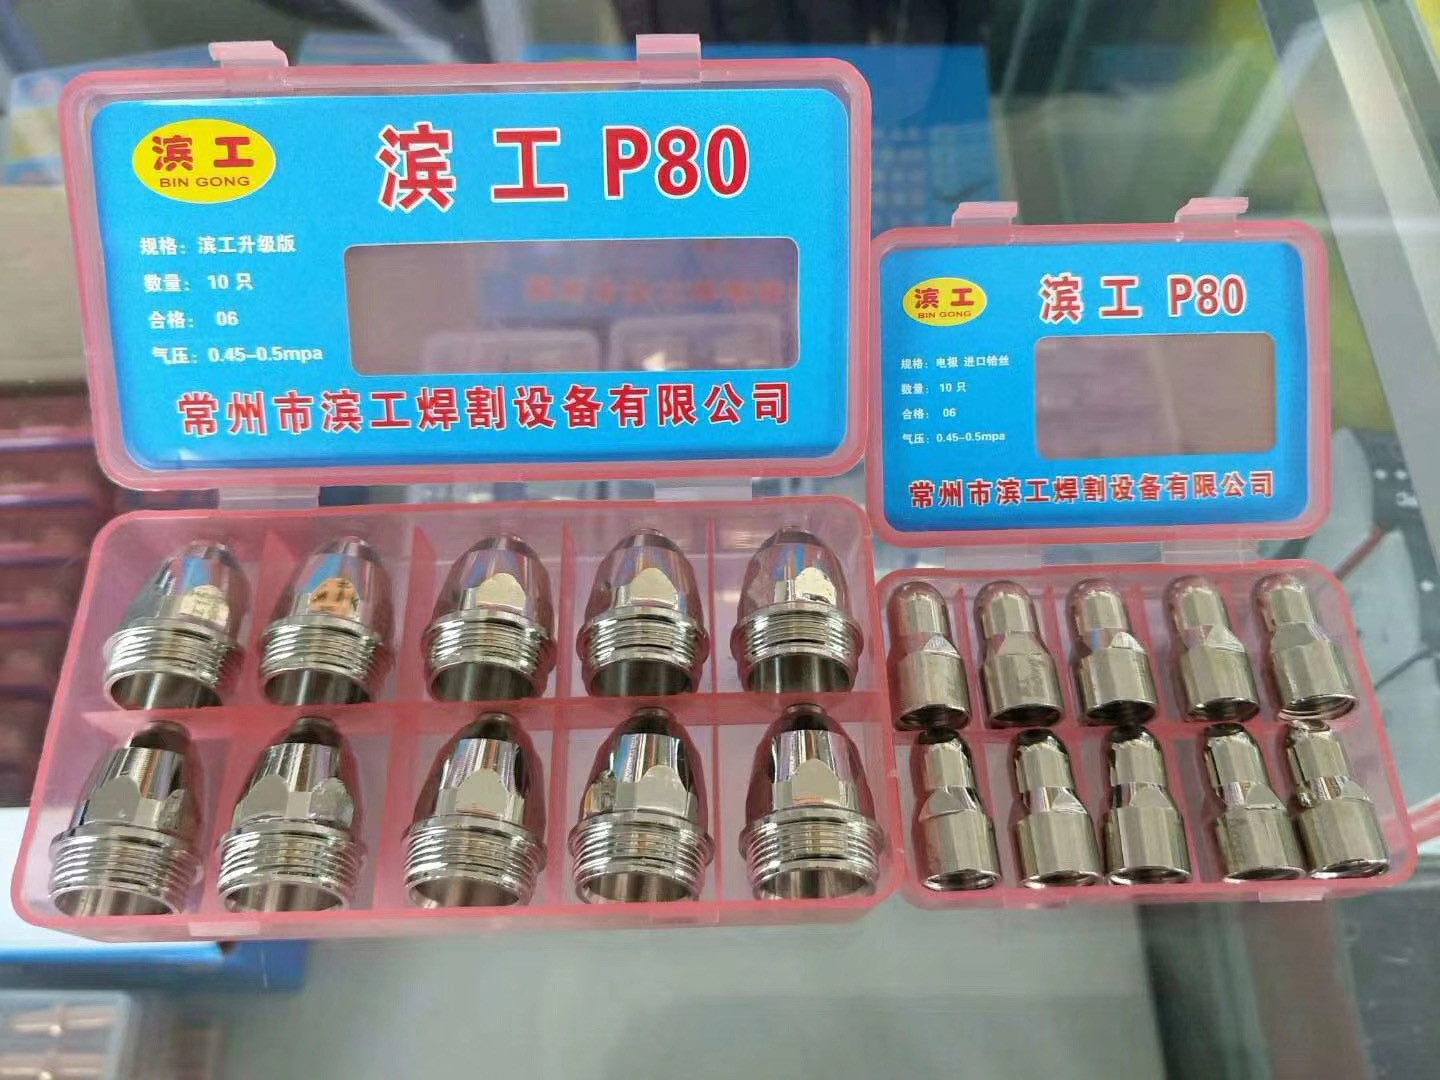 滨工
BIN GONG
滨工 P80
规格：滨工升级版
数量： 10 只
合格： 06
气压：0.45-0.5mpa
常州市滨工焊割设备有限公司
滨工
BIN GONG
滨工 P80
规格：电极 进口铪丝
数量： 10 只
合格： 06
气压：0.45-0.5mpa
常州市滨工焊割设备有限公司